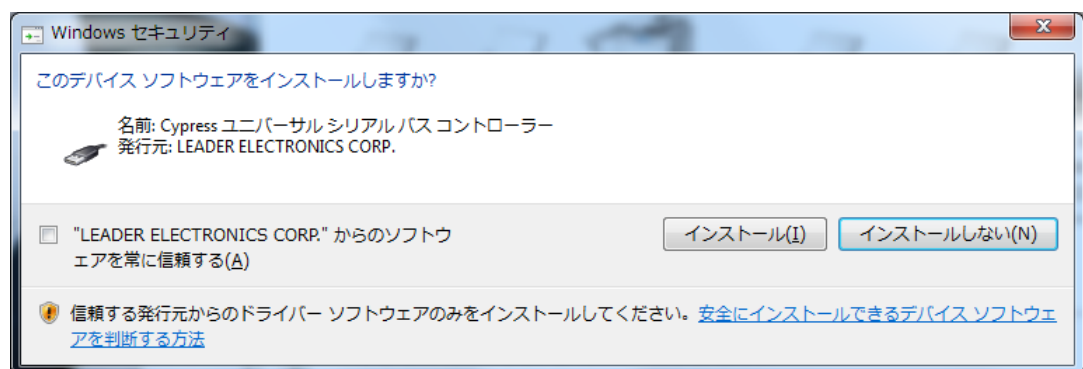 Windows セキュリティ
このデバイス ソフトウェアをインストールしますか?
名前: Cypress ユニバーサル シリアル バス コントローラー
発行元: LEADER ELECTRONICS CORP.
"LEADER ELECTRONICS CORP." からのソフトウ
ェアを常に信頼する(A)
インストール(I)
インストールしない(N)
信頼する発行元からのドライバー ソフトウェアのみをインストールしてください。安全にインストールできるデバイス ソフトウェ
アを判断する方法